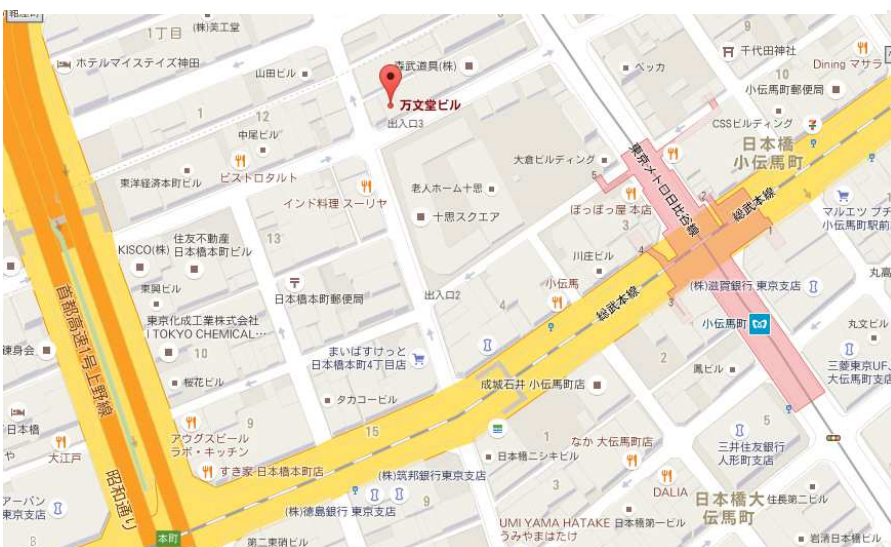 1丁目
(株)美工堂
ホテルマイステイズ神田
山田ビル
森武道具(株)
万文堂ビル
出入口3
ベッカ
9
千代田神社
Dining マサラ
10
小伝馬町郵便局
CSSビルディング
日本橋
小伝馬町
1
12
中尾ビル
ビストロタルト
東洋経済本町ビル
インド料理 スーリヤ
老人ホーム十思
十思スクエア
大倉ビルディング
5
東京メトロ日比谷線
ぽっぽっ屋 本店
3
2
総武本線
1
マルエツ プチ
小伝馬町駅前
KISCO(株)
住友不動産
日本橋本町ビル
13
東興ビル
日本橋本町郵便局
出入口2
川庄ビル
4
小伝馬
3
(株)滋賀銀行 東京支店
丸高
小伝馬町
丸文ビル
総武本線
首都高速1号上野線
東京化成工業株式会社
TOKYO CHEMICAL…
10
練身会
桜花ビル
まいばすけっと
日本橋本町4丁目店
タカコービル
成城石井 小伝馬町店
2
鳳ビル
三菱東京UFJ
大伝馬町支店
日本橋
や
大江戸
アウグスビール
ラボ・キッチン
9
15
すき家 日本橋本町店
1
日本橋ニシキビル
なか 大伝馬町店
3
DALIA
5
三井住友銀行
人形町支店
日本橋大
伝馬町
住長第二ビル
アーバン
東京支店
8
昭和通り
本町
(株)筑邦銀行東京支店
(株)徳島銀行 東京支店
9
第二東硝ビル
UMI YAMA HATAKE
うみやまはたけ
日本橋第一ビル
岩清日本橋ビル